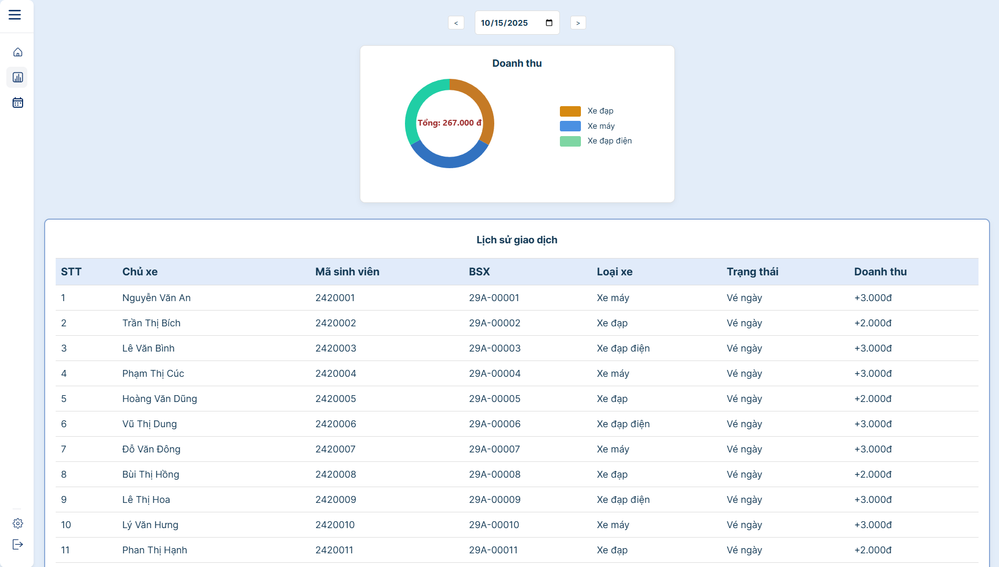 < 10/15/2025 >
Doanh thu
Tổng: 267.000 đ
Xe đạp
Xe máy
Xe đạp điện
Lịch sử giao dịch
STT Chủ xe Mã sinh viên BSX Loại xe Trạng thái Doanh thu
1 Nguyễn Văn An 2420001 29A-00001 Xe máy Vé ngày +3.000đ
2 Trần Thị Bích 2420002 29A-00002 Xe đạp Vé ngày +2.000đ
3 Lê Văn Bình 2420003 29A-00003 Xe đạp điện Vé ngày +3.000đ
4 Phạm Thị Cúc 2420004 29A-00004 Xe máy Vé ngày +3.000đ
5 Hoàng Văn Dũng 2420005 29A-00005 Xe đạp Vé ngày +2.000đ
6 Vũ Thị Dung 2420006 29A-00006 Xe đạp điện Vé ngày +3.000đ
7 Đỗ Văn Đông 2420007 29A-00007 Xe máy Vé ngày +3.000đ
8 Bùi Thị Hồng 2420008 29A-00008 Xe đạp Vé ngày +2.000đ
9 Lê Thị Hoa 2420009 29A-00009 Xe đạp điện Vé ngày +3.000đ
10 Lý Văn Hưng 2420010 29A-00010 Xe máy Vé ngày +3.000đ
11 Phan Thị Hạnh 2420011 29A-00011 Xe đạp Vé ngày +2.000đ